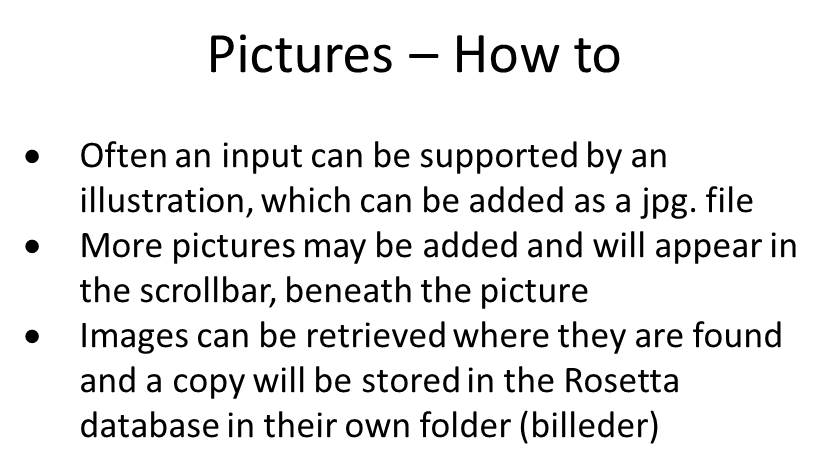 Pictures – How to
• Often an input can be supported by an
illustration, which can be added as a jpg. file
• More pictures may be added and will appear in
the scrollbar, beneath the picture
• Images can be retrieved where they are found
and a copy will be stored in the Rosetta
database in their own folder (billeder)